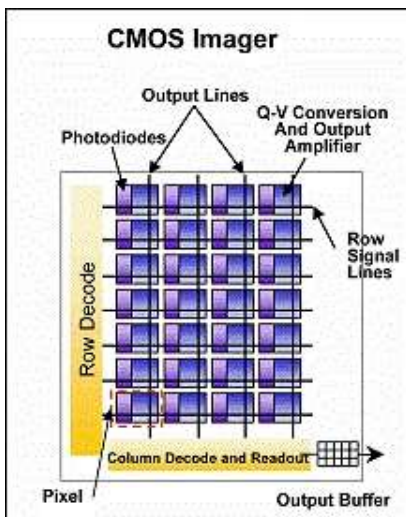 CMOS Imager
Output Lines
Photodiodes
Q-V Conversion
And Output
Amplifier
Row
Signal
Lines
Row Decode
Column Decode and Readout
Pixel
Output Buffer